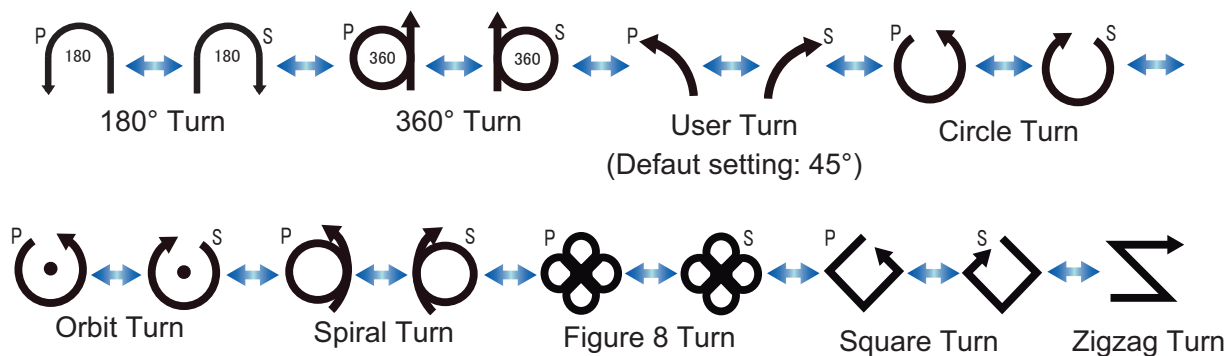 P 180 180 S P 360 360 S P S P S
180° Turn 360° Turn User Turn Circle Turn
(Defaut setting: 45°)
P S P S P S P S
Orbit Turn Spiral Turn Figure 8 Turn Square Turn Zigzag Turn